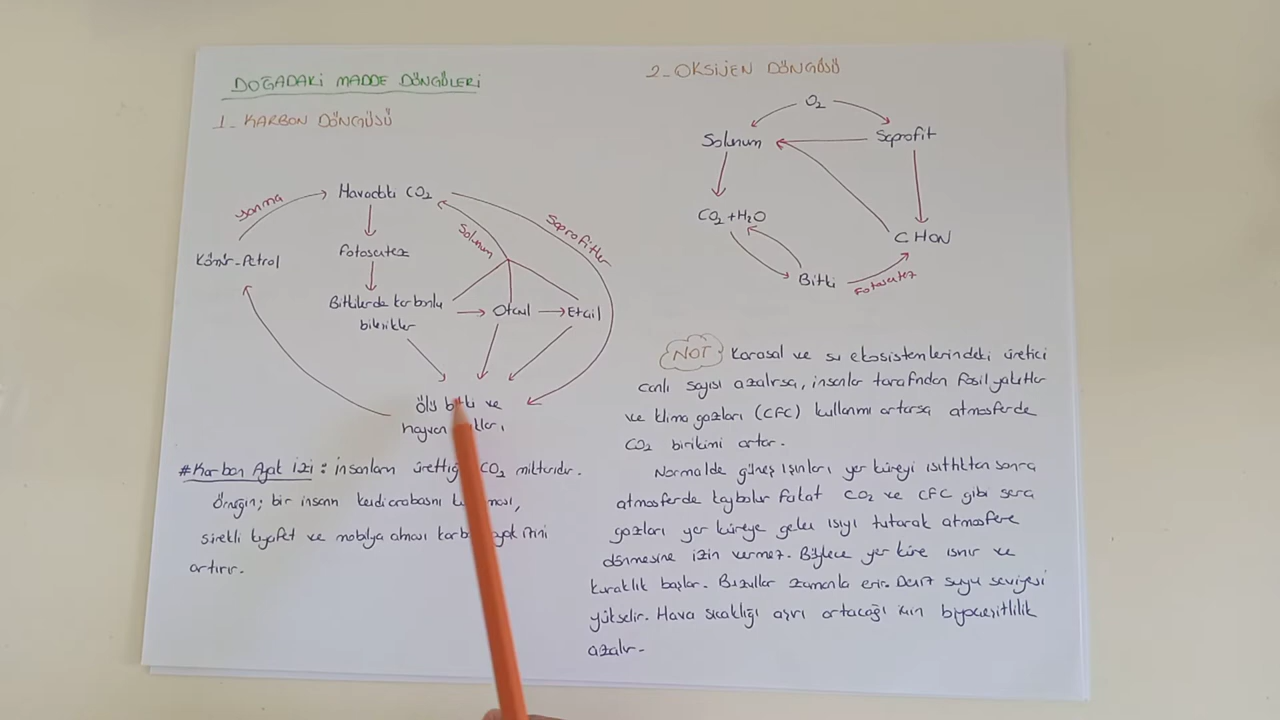 DOĞADAKİ MADDE DÖNGÜLERİ
1- KARBON DÖNGÜSÜ
Havadaki CO2
yanma
Saprofitler
Solunum
Fotosentez
Kömür-Petrol
Bitkilerde karbonlu
bileşikler
Otçul
Etçil
Ölü bitki ve
hayvan
#Karbon Ayak izi: insanların ürettiği CO2 miktarıdır.
Örneğin; bir insanın kendi arabasını
sürekli kıyafet ve mobilya alması karbon ayak izini
artırır.
2- OKSİJEN DÖNGÜSÜ
O2
Solunum
Saprofit
CO2 + H2O
CHON
Bitki
Fotosentez
NOT: Karasal ve su ekosistemlerindeki üretici
canlı sayısı azalırsa, insanlar tarafından fosil yakıtlar
ve klima gazları (CFC) kullanımı artarsa atmosferde
CO2 birikimi artar.
Normalde güneş ışınları yer küreyi ısıttıktan sonra
atmosferde kaybolur fakat CO2 ve CFC gibi sera
gazları yer küreye gelen ısıyı tutarak atmosfere
dönmesine izin vermez. Böylece yer küre ısınır ve
kuraklık başlar. Buzullar zamanla erir. Deniz suyu seviyesi
yükselir. Hava sıcaklığı aşırı artacağı için biyoçeşitlilik
azalır.